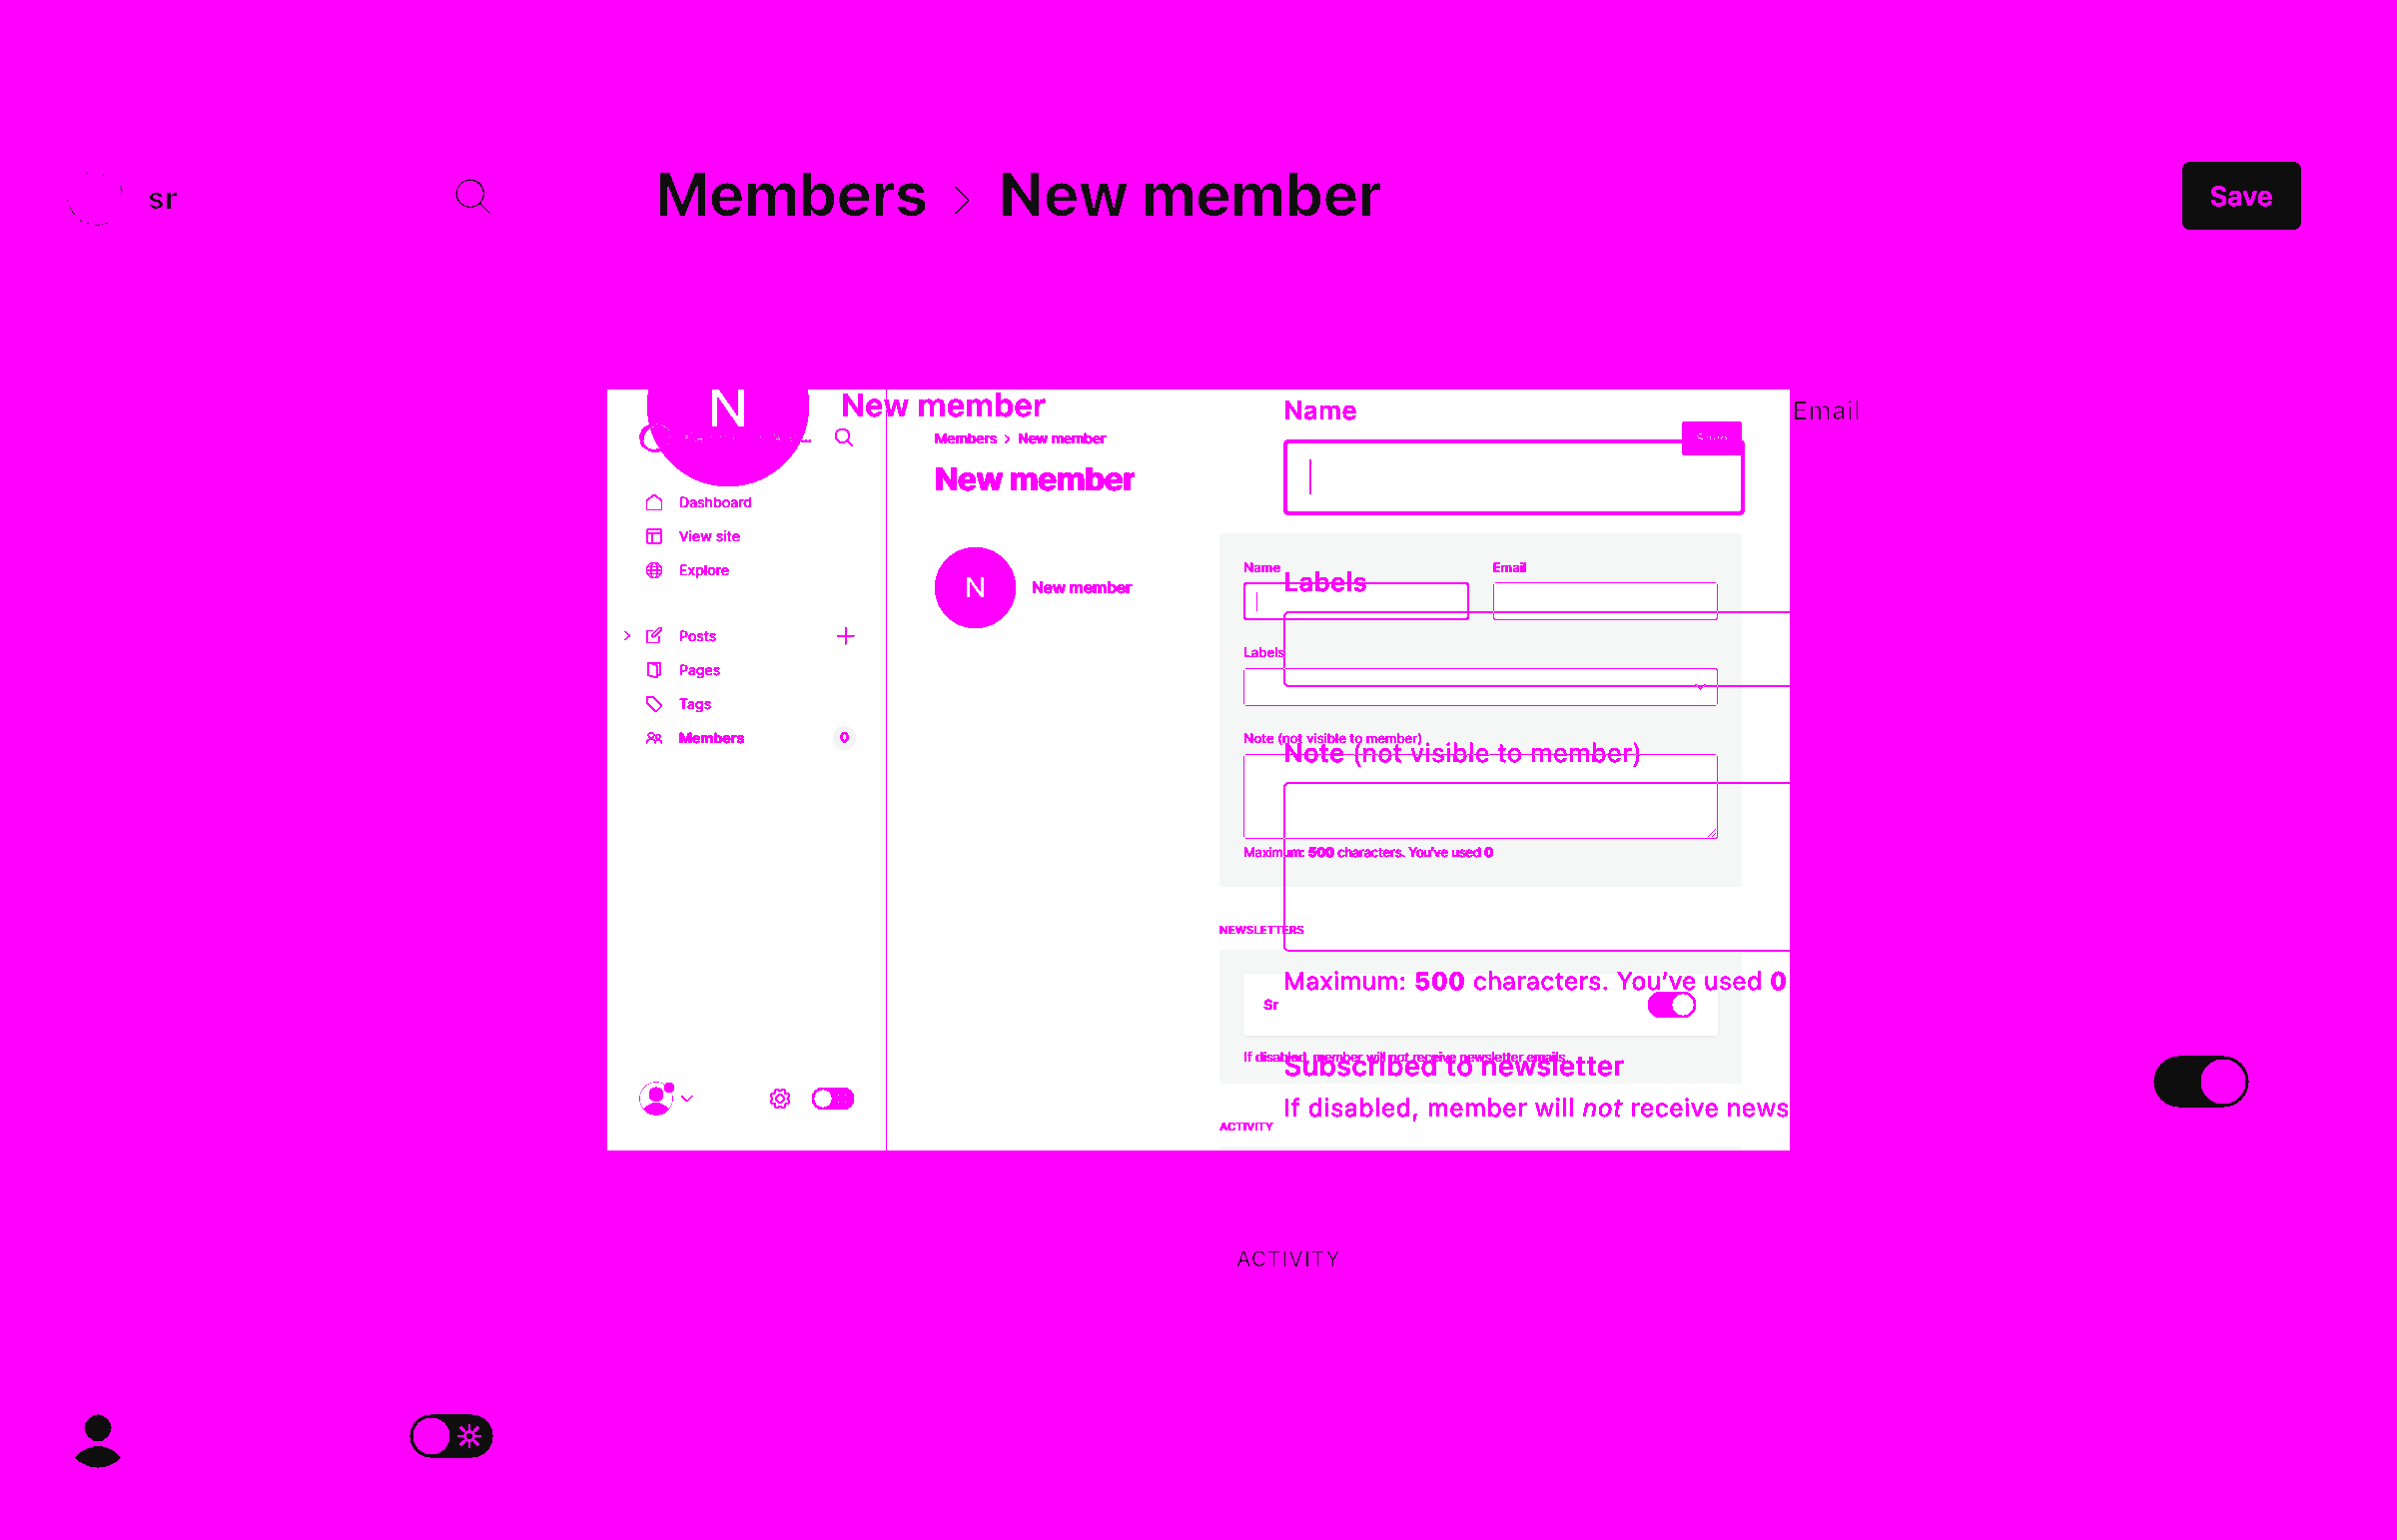 sr
Members > New member
Save
N
New member
Name
Email
Members > New member
New member
Dashboard
View site
Explore
N
New member
Name
Email
Labels
Posts
Pages
Labels
Tags
Members
0
Note (not visible to member)
Note (not visible to member)
Maximum: 500 characters. You've used 0
NEWSLETTERS
Maximum: 500 characters. You've used 0
Sr
If disabled, member will not receive newsletter emails
Subscribed to newsletter
If disabled, member will not receive news
ACTIVITY
ACTIVITY